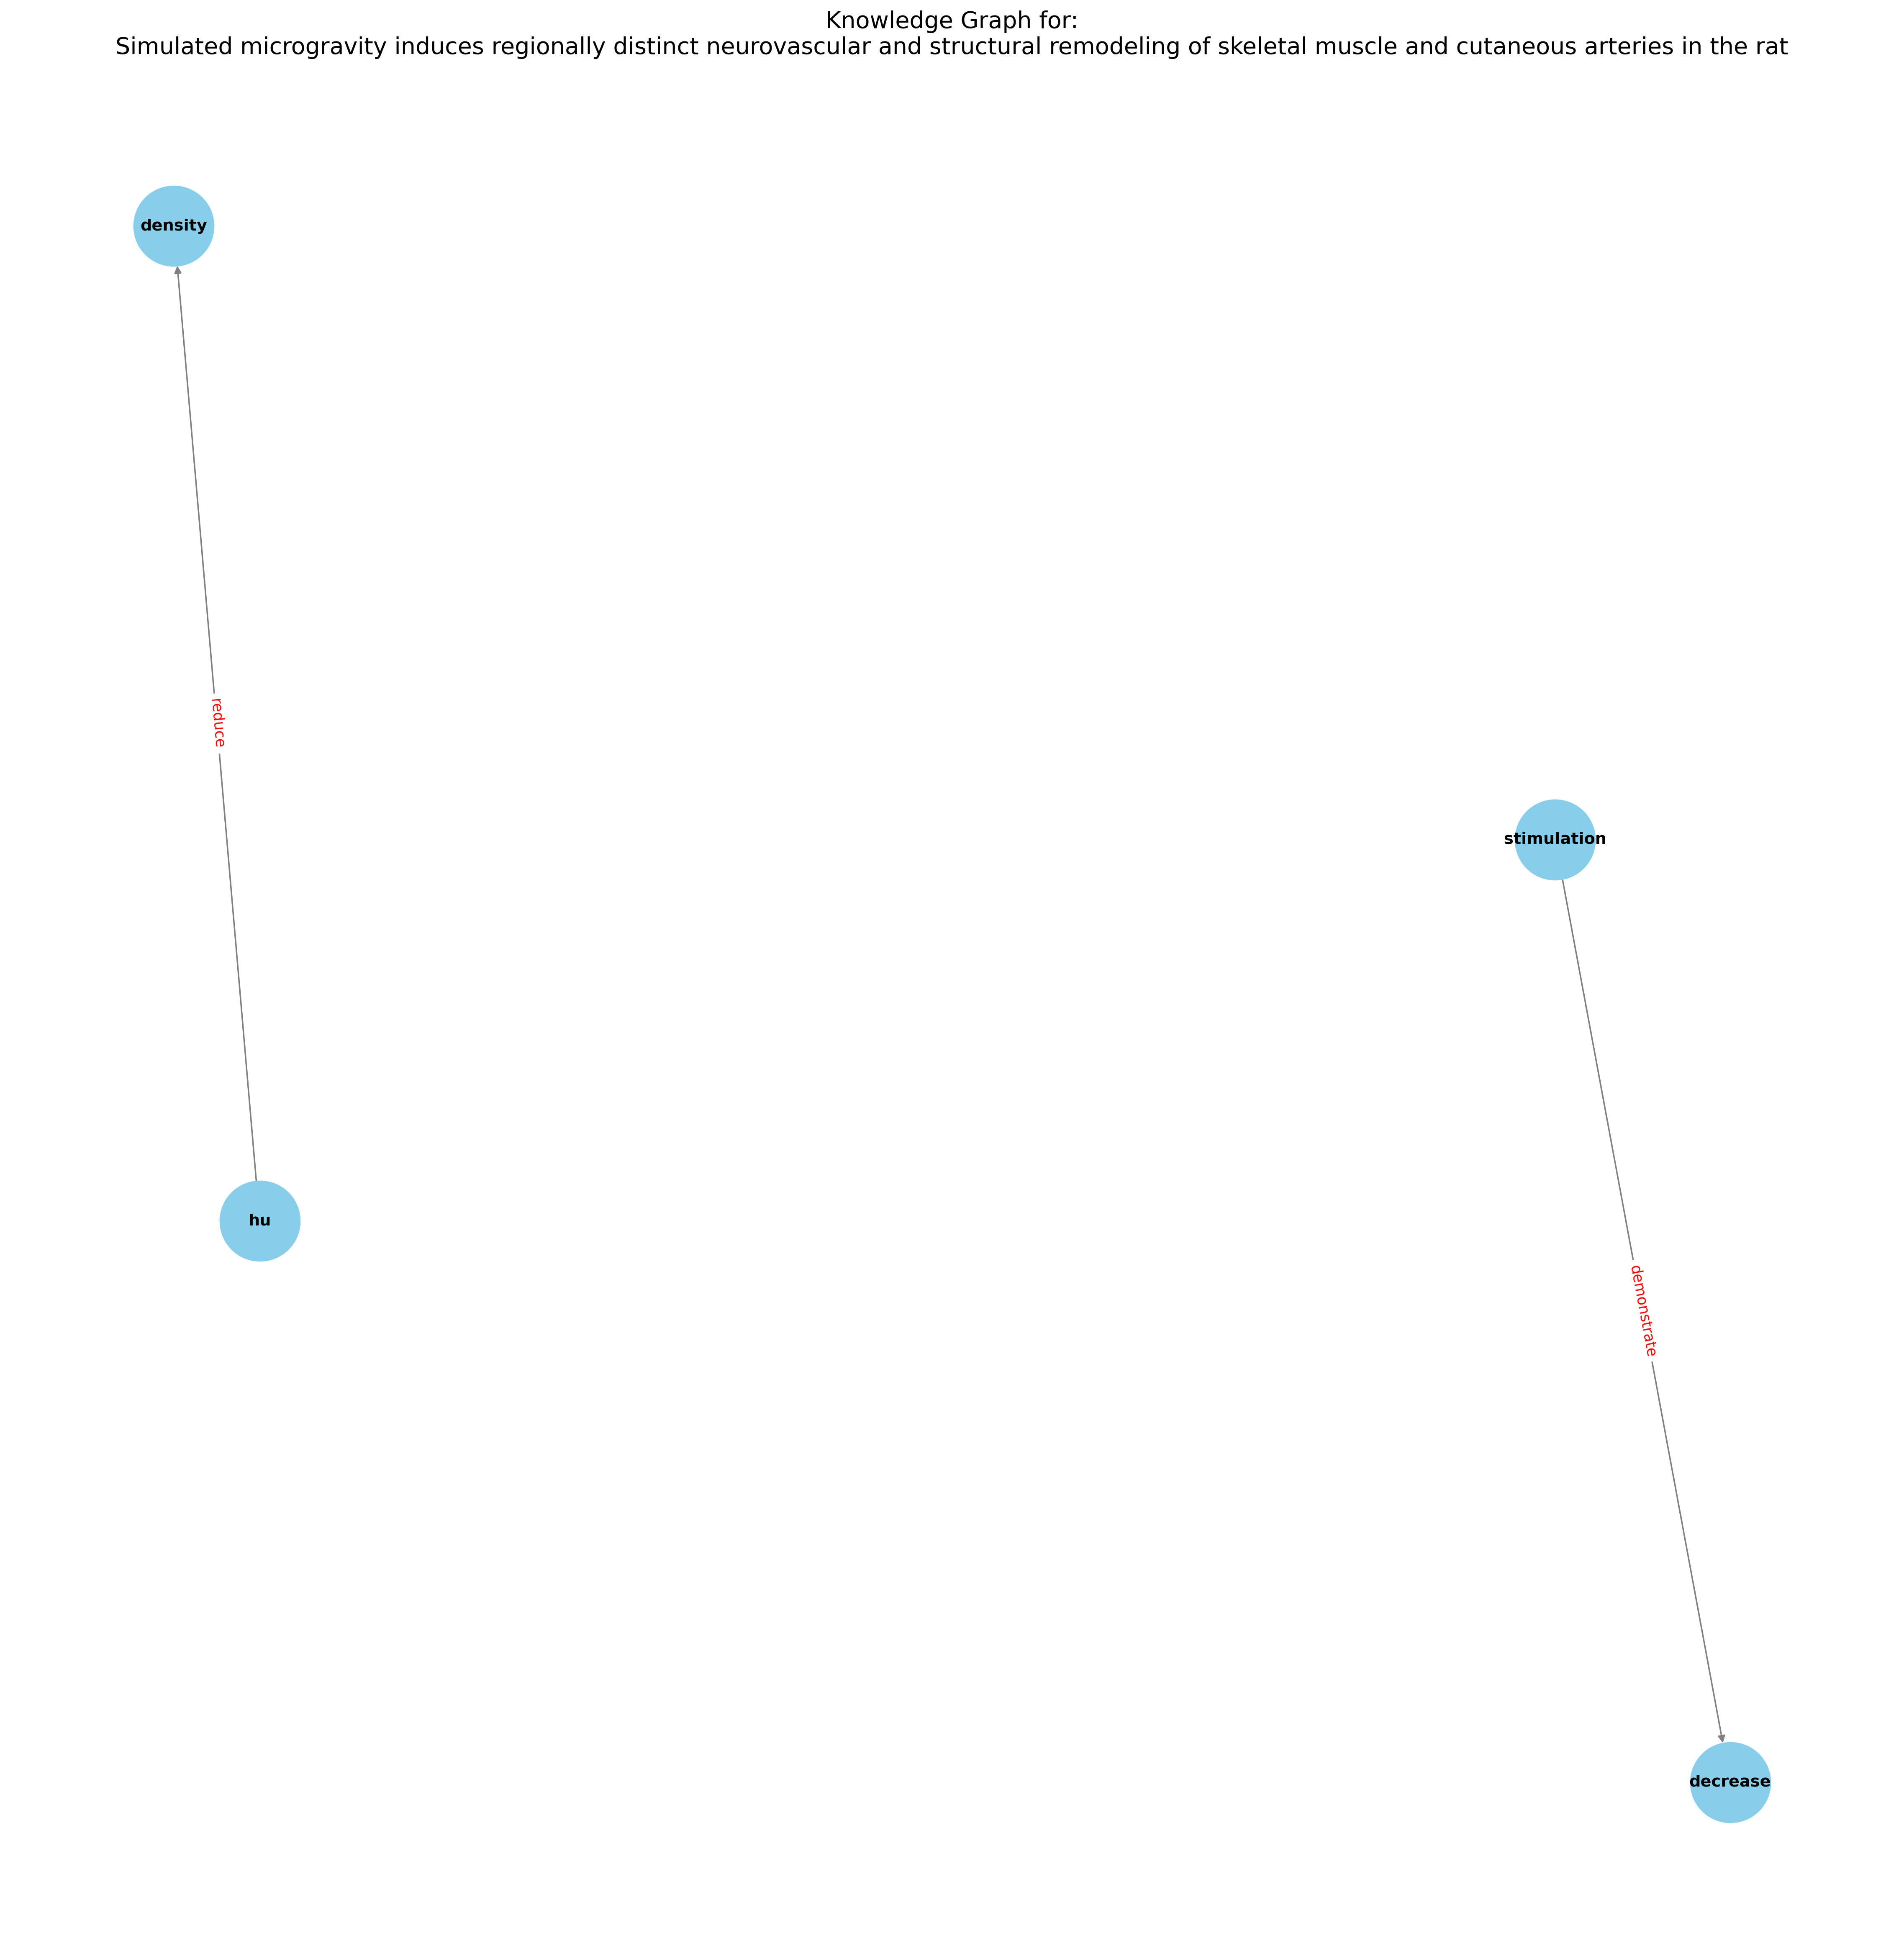 Knowledge Graph for:
Simulated microgravity induces regionally distinct neurovascular and structural remodeling of skeletal muscle and cutaneous arteries in the rat
density
reduce
stimulation
hu
demonstrate
decrease